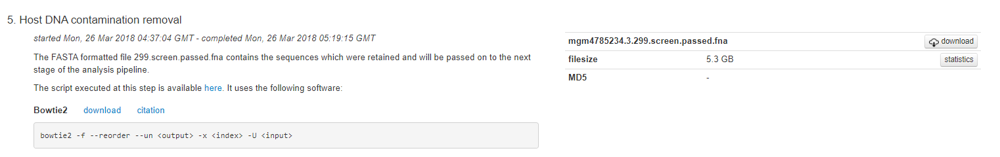 5. Host DNA contamination removal
started Mon, 26 Mar 2018 04:37:04 GMT - completed Mon, 26 Mar 2018 05:19:15 GMT
The FASTA formatted file 299.screen.passed.fna contains the sequences which were retained and will be passed on to the next
stage of the analysis pipeline.
The script executed at this step is available here. It uses the following software:
Bowtie2 download citation
bowtie2 -f --reorder --un <output> -x <index> -U <input>
mgm4785234.3.299.screen.passed.fna download
filesize 5.3 GB statistics
MD5 -